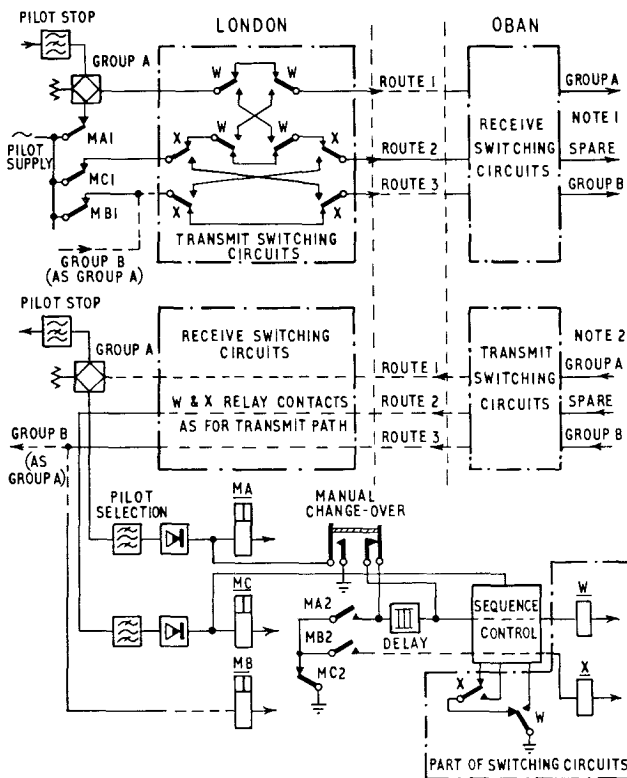 LONDON
OBAN
PILOT STOP
GROUP A
W
W
ROUTE 1
GROUP A
MA1
PILOT SUPPLY
X
W
W
X
RECEIVE SWITCHING CIRCUITS
NOTE 1
MC1
ROUTE 2
SPARE
MB1
X
X
ROUTE 3
GROUP B
GROUP B
(AS GROUP A)
TRANSMIT SWITCHING
CIRCUITS
PILOT STOP
GROUP A
RECEIVE SWITCHING
CIRCUITS
TRANSMIT
SWITCHING
CIRCUITS
NOTE 2
ROUTE 1
GROUP A
W & X RELAY CONTACTS
AS FOR TRANSMIT PATH
ROUTE 2
SPARE
GROUP B
(AS
GROUP A)
ROUTE 3
GROUP B
PILOT
SELECTION
MA
MANUAL
CHANGE-OVER
MC
MA2
MB2
MC2
DELAY
SEQUENCE
CONTROL
W
MB
X
X
W
PART OF SWITCHING CIRCUITS